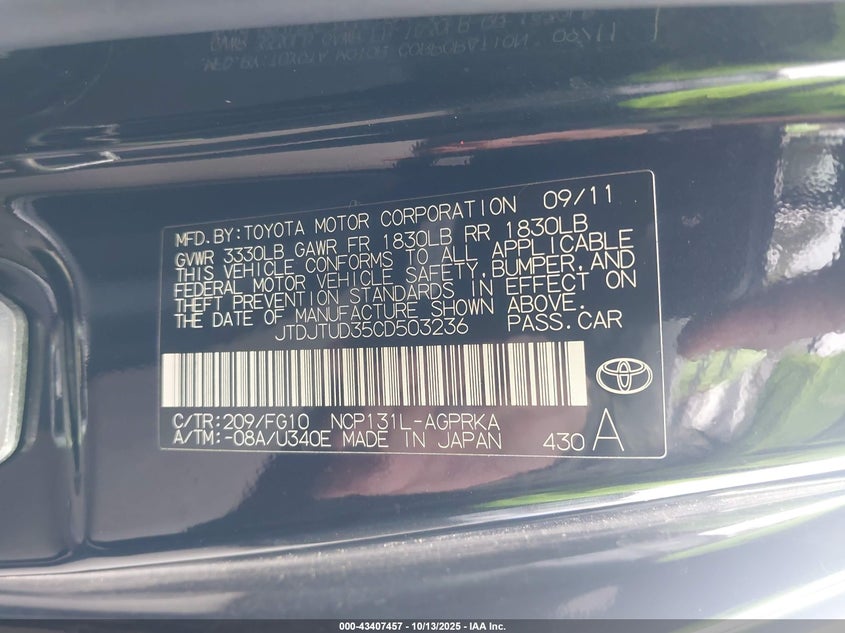 MFD. BY: TOYOTA MOTOR CORPORATION 09/11
GVWR 3330LB GAWR FR 1830LB RR 1830LB
THIS VEHICLE CONFORMS TO ALL APPLICABLE
FEDERAL MOTOR VEHICLE SAFETY, BUMPER, AND
THEFT PREVENTION STANDARDS IN EFFECT ON
THE DATE OF MANUFACTURE SHOWN ABOVE.
JTDJTUD35CD503236 PASS. CAR
C/TR: 209/FG10 NCP131L-AGPRKA
A/TM: -08A/U340E MADE IN JAPAN 430 A
000-43407457 - 10/13/2025 - IAA Inc.